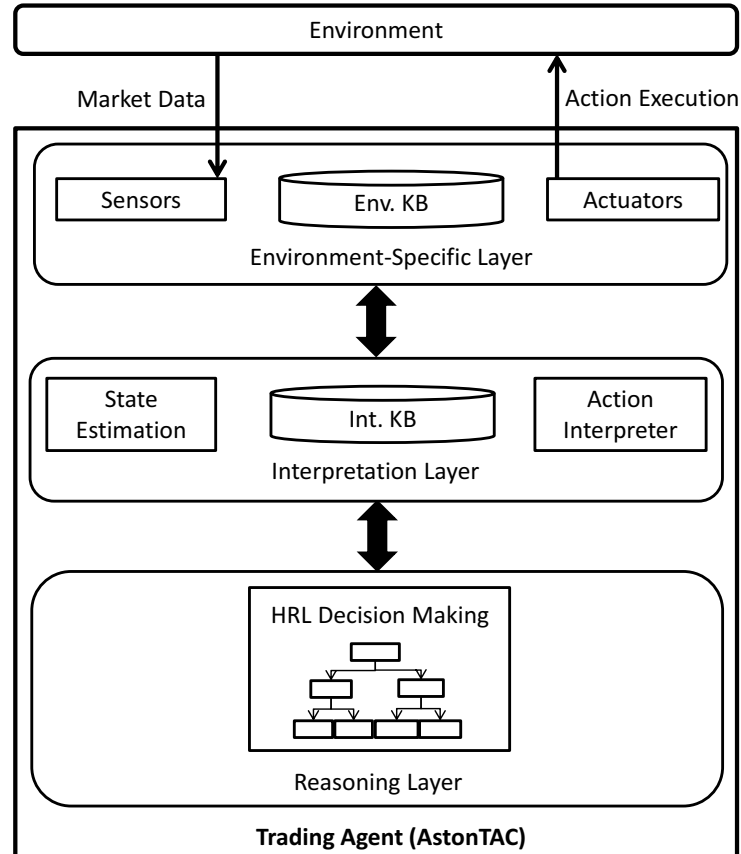 Environment
Market Data
Action Execution
Sensors
Env. KB
Actuators
Environment-Specific Layer
State
Estimation
Int. KB
Action
Interpreter
Interpretation Layer
HRL Decision Making
Reasoning Layer
Trading Agent (AstonTAC)